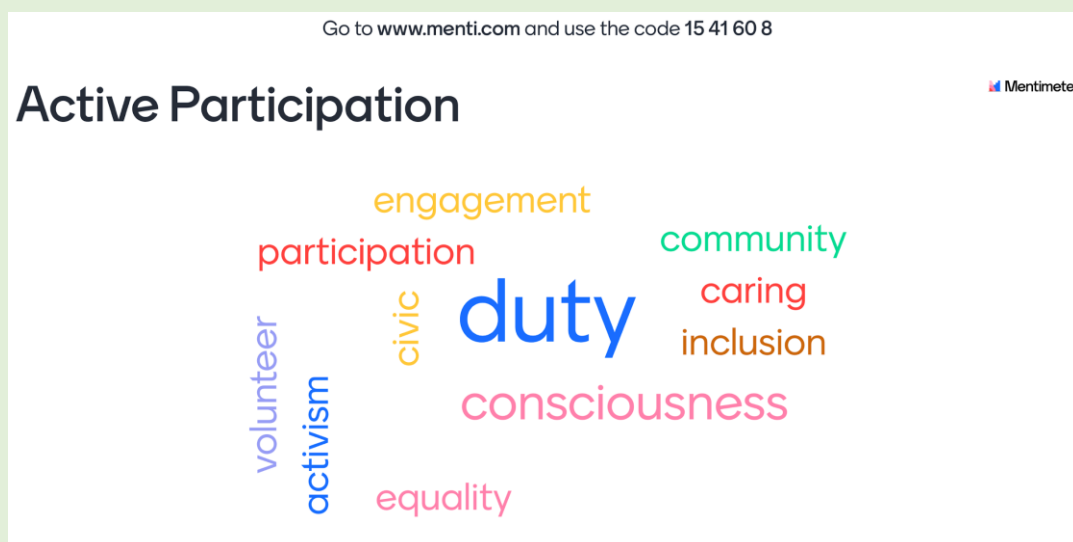 Go to www.menti.com and use the code 15 41 60 8
Mentimete
Active Participation
engagement
community
participation
caring
duty
civic
inclusion
volunteer
activism
consciousness
equality